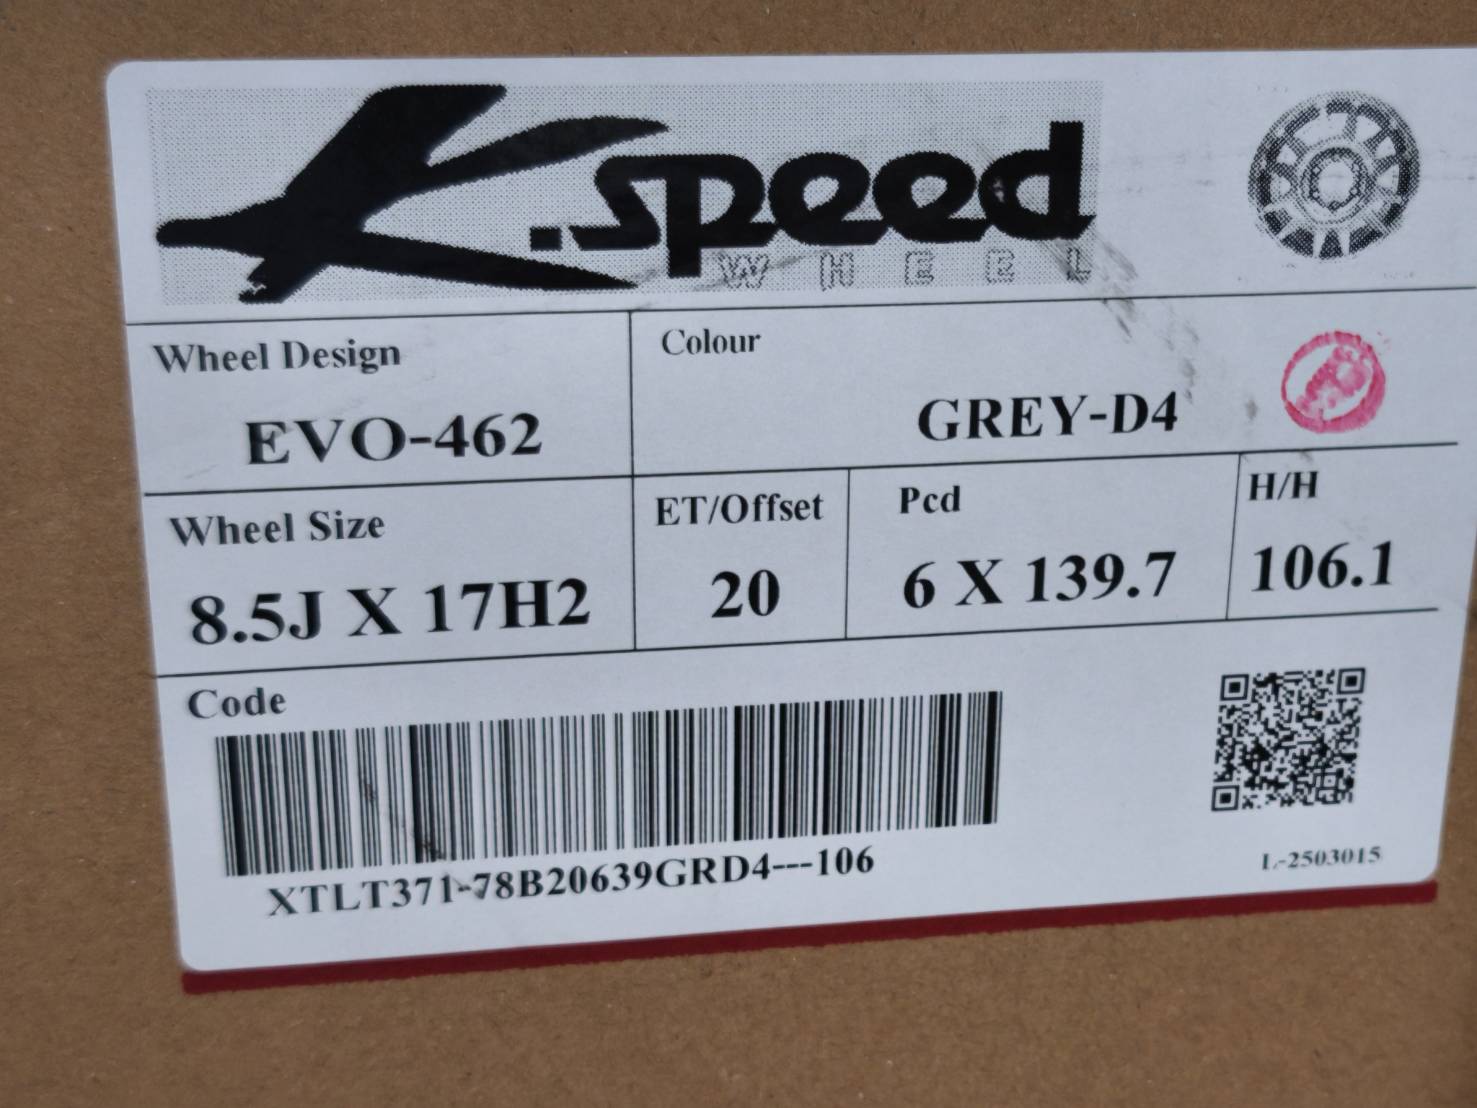 K.speed
WHEEL
Wheel Design
EVO-462
Colour
GREY-D4
Wheel Size
8.5J X 17H2
ET/Offset
20
Pcd
6 X 139.7
H/H
106.1
Code
XTLT371-78B20639GRD4---106
L-2503015